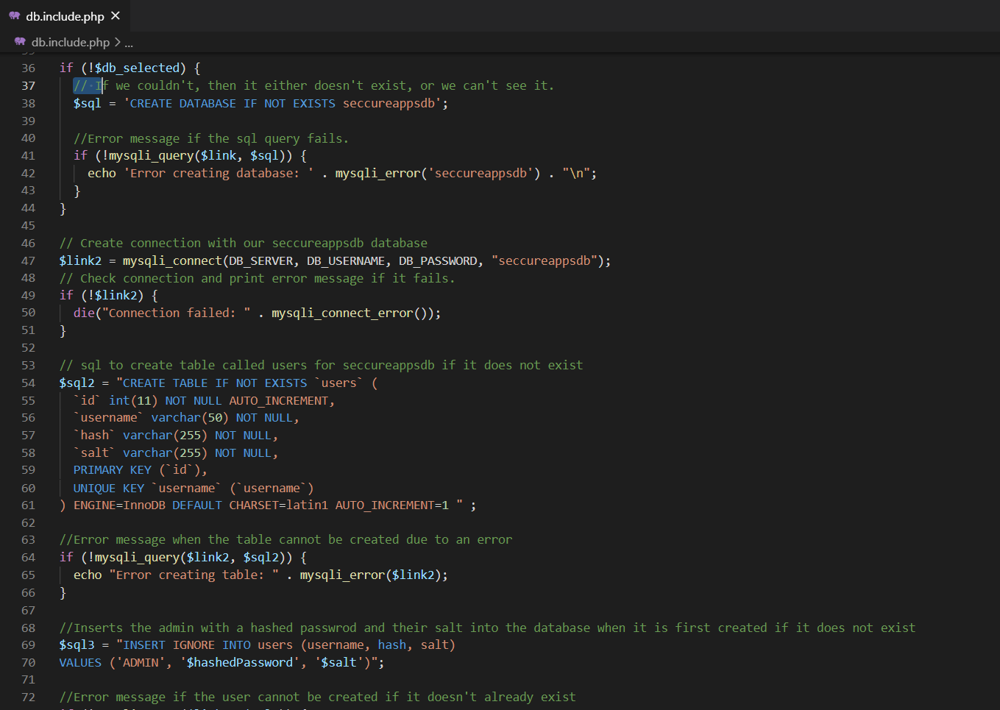 db.include.php ×
db.include.php > ...
35
36 if (!$db_selected) {
37 // If we couldn't, then it either doesn't exist, or we can't see it.
38 $sql = 'CREATE DATABASE IF NOT EXISTS seccureappsdb';
39
40 //Error message if the sql query fails.
41 if (!mysqli_query($link, $sql)) {
42 echo 'Error creating database: ' . mysqli_error('seccureappsdb') . "\n";
43 }
44 }
45
46 // Create connection with our seccureappsdb database
47 $link2 = mysqli_connect(DB_SERVER, DB_USERNAME, DB_PASSWORD, "seccureappsdb");
48 // Check connection and print error message if it fails.
49 if (!$link2) {
50 die("Connection failed: " . mysqli_connect_error());
51 }
52
53 // sql to create table called users for seccureappsdb if it does not exist
54 $sql2 = "CREATE TABLE IF NOT EXISTS `users` (
55 `id` int(11) NOT NULL AUTO_INCREMENT,
56 `username` varchar(50) NOT NULL,
57 `hash` varchar(255) NOT NULL,
58 `salt` varchar(255) NOT NULL,
59 PRIMARY KEY (`id`),
60 UNIQUE KEY `username` (`username`)
61 ) ENGINE=InnoDB DEFAULT CHARSET=latin1 AUTO_INCREMENT=1 " ;
62
63 //Error message when the table cannot be created due to an error
64 if (!mysqli_query($link2, $sql2)) {
65 echo "Error creating table: " . mysqli_error($link2);
66 }
67
68 //Inserts the admin with a hashed passwrod and their salt into the database when it is first created if it does not exist
69 $sql3 = "INSERT IGNORE INTO users (username, hash, salt)
70 VALUES ('ADMIN', '$hashedPassword', '$salt')";
71
72 //Error message if the user cannot be created if it doesn't already exist